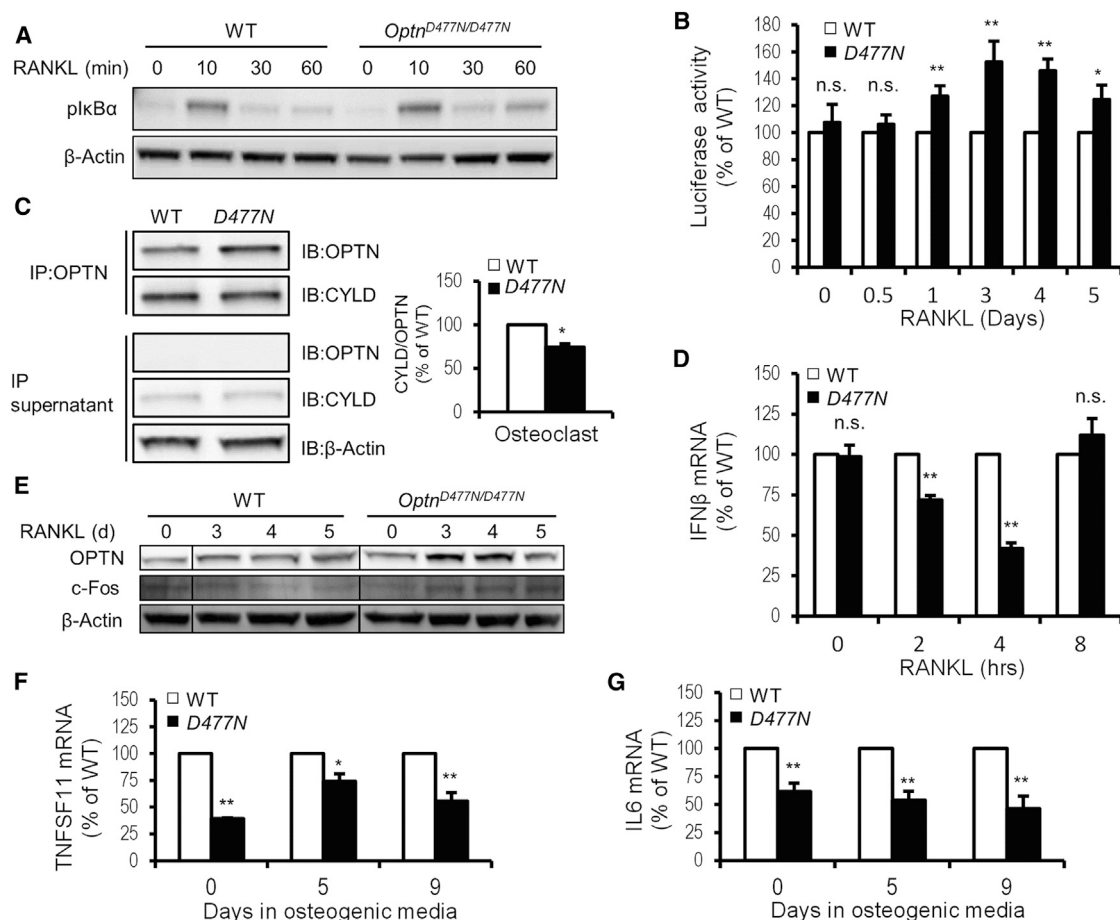 A
WT
Optn^D477N/D477N
RANKL (min)
0 10 30 60 0 10 30 60
pIκBα
β-Actin
B
WT
D477N
Luciferase activity
(% of WT)
180
160
140
120
100
80
60
40
20
0
n.s. n.s. ** ** ** *
0 0.5 1 3 4 5
RANKL (Days)
C
WT D477N
IP:OPTN
IB:OPTN
IB:CYLD
IP
supernatant
IB:OPTN
IB:CYLD
IB:β-Actin
WT
D477N
CYLD/OPTN
(% of WT)
150
100
50
0
*
Osteoclast
D
WT
D477N
IFNβ mRNA
(% of WT)
150
125
100
75
50
25
0
n.s. ** ** n.s.
0 2 4 8
RANKL (hrs)
E
WT
Optn^D477N/D477N
RANKL (d)
0 3 4 5 0 3 4 5
OPTN
c-Fos
β-Actin
F
WT
D477N
TNFSF11 mRNA
(% of WT)
150
125
100
75
50
25
0
** * **
0 5 9
Days in osteogenic media
G
WT
D477N
IL6 mRNA
(% of WT)
150
125
100
75
50
25
0
** ** **
0 5 9
Days in osteogenic media